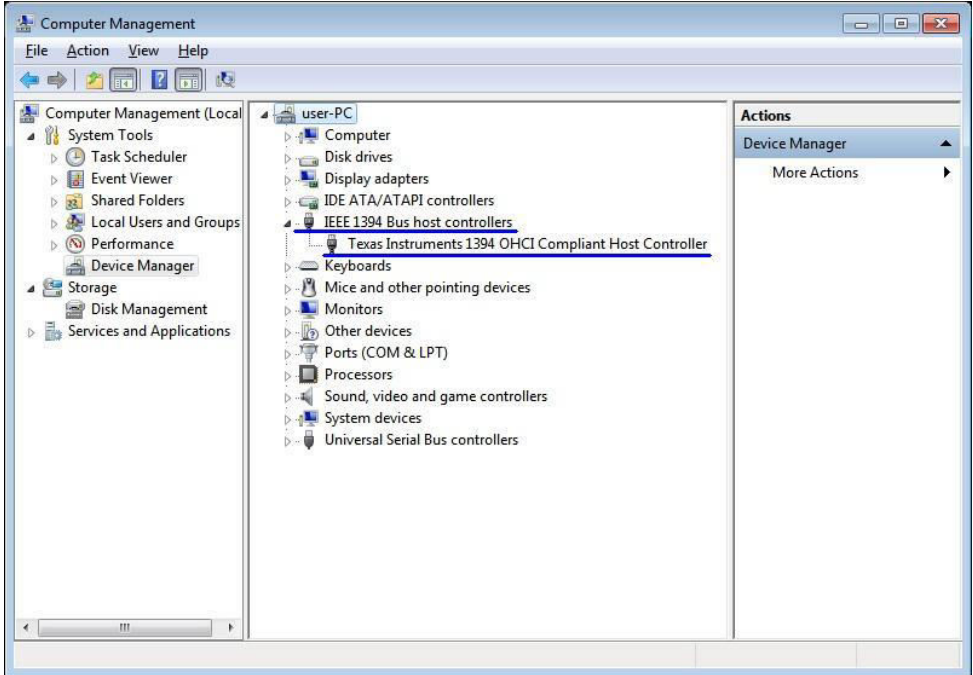 Computer Management
File Action View Help
Computer Management (Local
System Tools
Task Scheduler
Event Viewer
Shared Folders
Local Users and Groups
Performance
Device Manager
Storage
Disk Management
Services and Applications
user-PC
Computer
Disk drives
Display adapters
IDE ATA/ATAPI controllers
IEEE 1394 Bus host controllers
Texas Instruments 1394 OHCI Compliant Host Controller
Keyboards
Mice and other pointing devices
Monitors
Other devices
Ports (COM & LPT)
Processors
Sound, video and game controllers
System devices
Universal Serial Bus controllers
Actions
Device Manager
More Actions